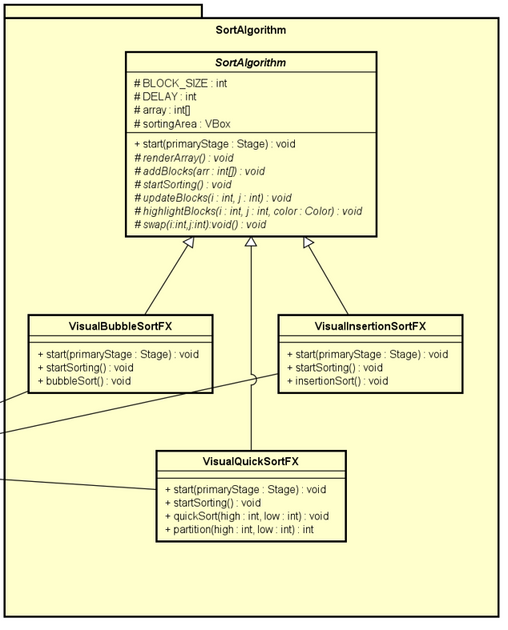 SortAlgorithm
SortAlgorithm
# BLOCK_SIZE : int
# DELAY : int
# array : int[]
# sortingArea : VBox
+ start(primaryStage : Stage) : void
# renderArray() : void
# addBlocks(arr : int[]) : void
# startSorting() : void
# updateBlocks(i : int, j : int) : void
# highlightBlocks(i : int, j : int, color : Color) : void
# swap(i:int,j:int):void() : void
VisualBubbleSortFX
+ start(primaryStage : Stage) : void
+ startSorting() : void
+ bubbleSort() : void
VisualInsertionSortFX
+ start(primaryStage : Stage) : void
+ startSorting() : void
+ insertionSort() : void
VisualQuickSortFX
+ start(primaryStage : Stage) : void
+ startSorting() : void
+ quickSort(high : int, low : int) : void
+ partition(high : int, low : int) : int